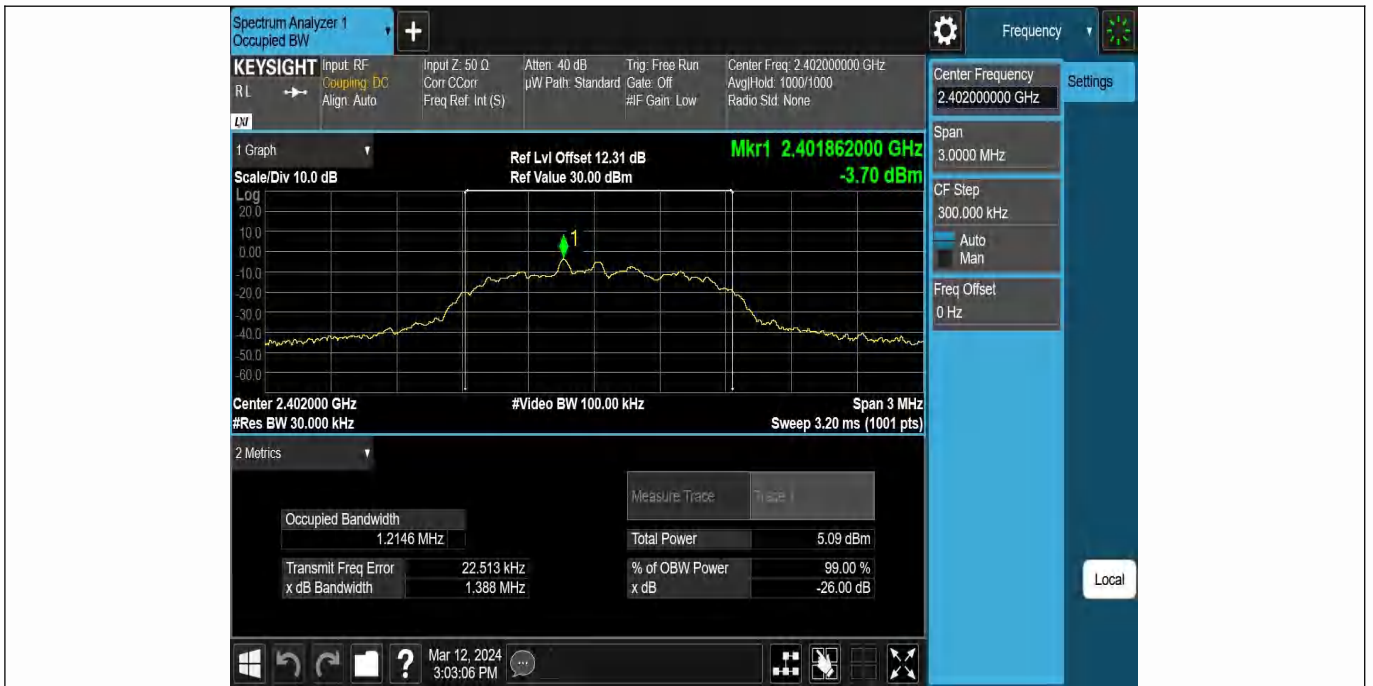 Spectrum Analyzer 1
Occupied BW
+
Frequency
KEYSIGHT
R L
LXI
Input: RF
Coupling: DC
Align: Auto
Input Z: 50 Ω
Corr CCorr
Freq Ref: Int (S)
Atten: 40 dB
µW Path: Standard
Trig: Free Run
Gate: Off
#IF Gain: Low
Center Freq: 2.402000000 GHz
Avg|Hold: 1000/1000
Radio Std: None
Center Frequency
2.402000000 GHz
Settings
Span
3.0000 MHz
CF Step
300.000 kHz
Auto
Man
Freq Offset
0 Hz
Local
1 Graph
Scale/Div 10.0 dB
Ref Lvl Offset 12.31 dB
Ref Value 30.00 dBm
Mkr1 2.401862000 GHz
-3.70 dBm
Log
20.0
10.0
0.00
-10.0
-20.0
-30.0
-40.0
-50.0
-60.0
1
Center 2.402000 GHz
#Res BW 30.000 kHz
#Video BW 100.00 kHz
Span 3 MHz
Sweep 3.20 ms (1001 pts)
2 Metrics
Measure Trace
Trace 1
Occupied Bandwidth
1.2146 MHz
Total Power
5.09 dBm
Transmit Freq Error
22.513 kHz
% of OBW Power
99.00 %
x dB Bandwidth
1.388 MHz
x dB
-26.00 dB
?
Mar 12, 2024
3:03:06 PM